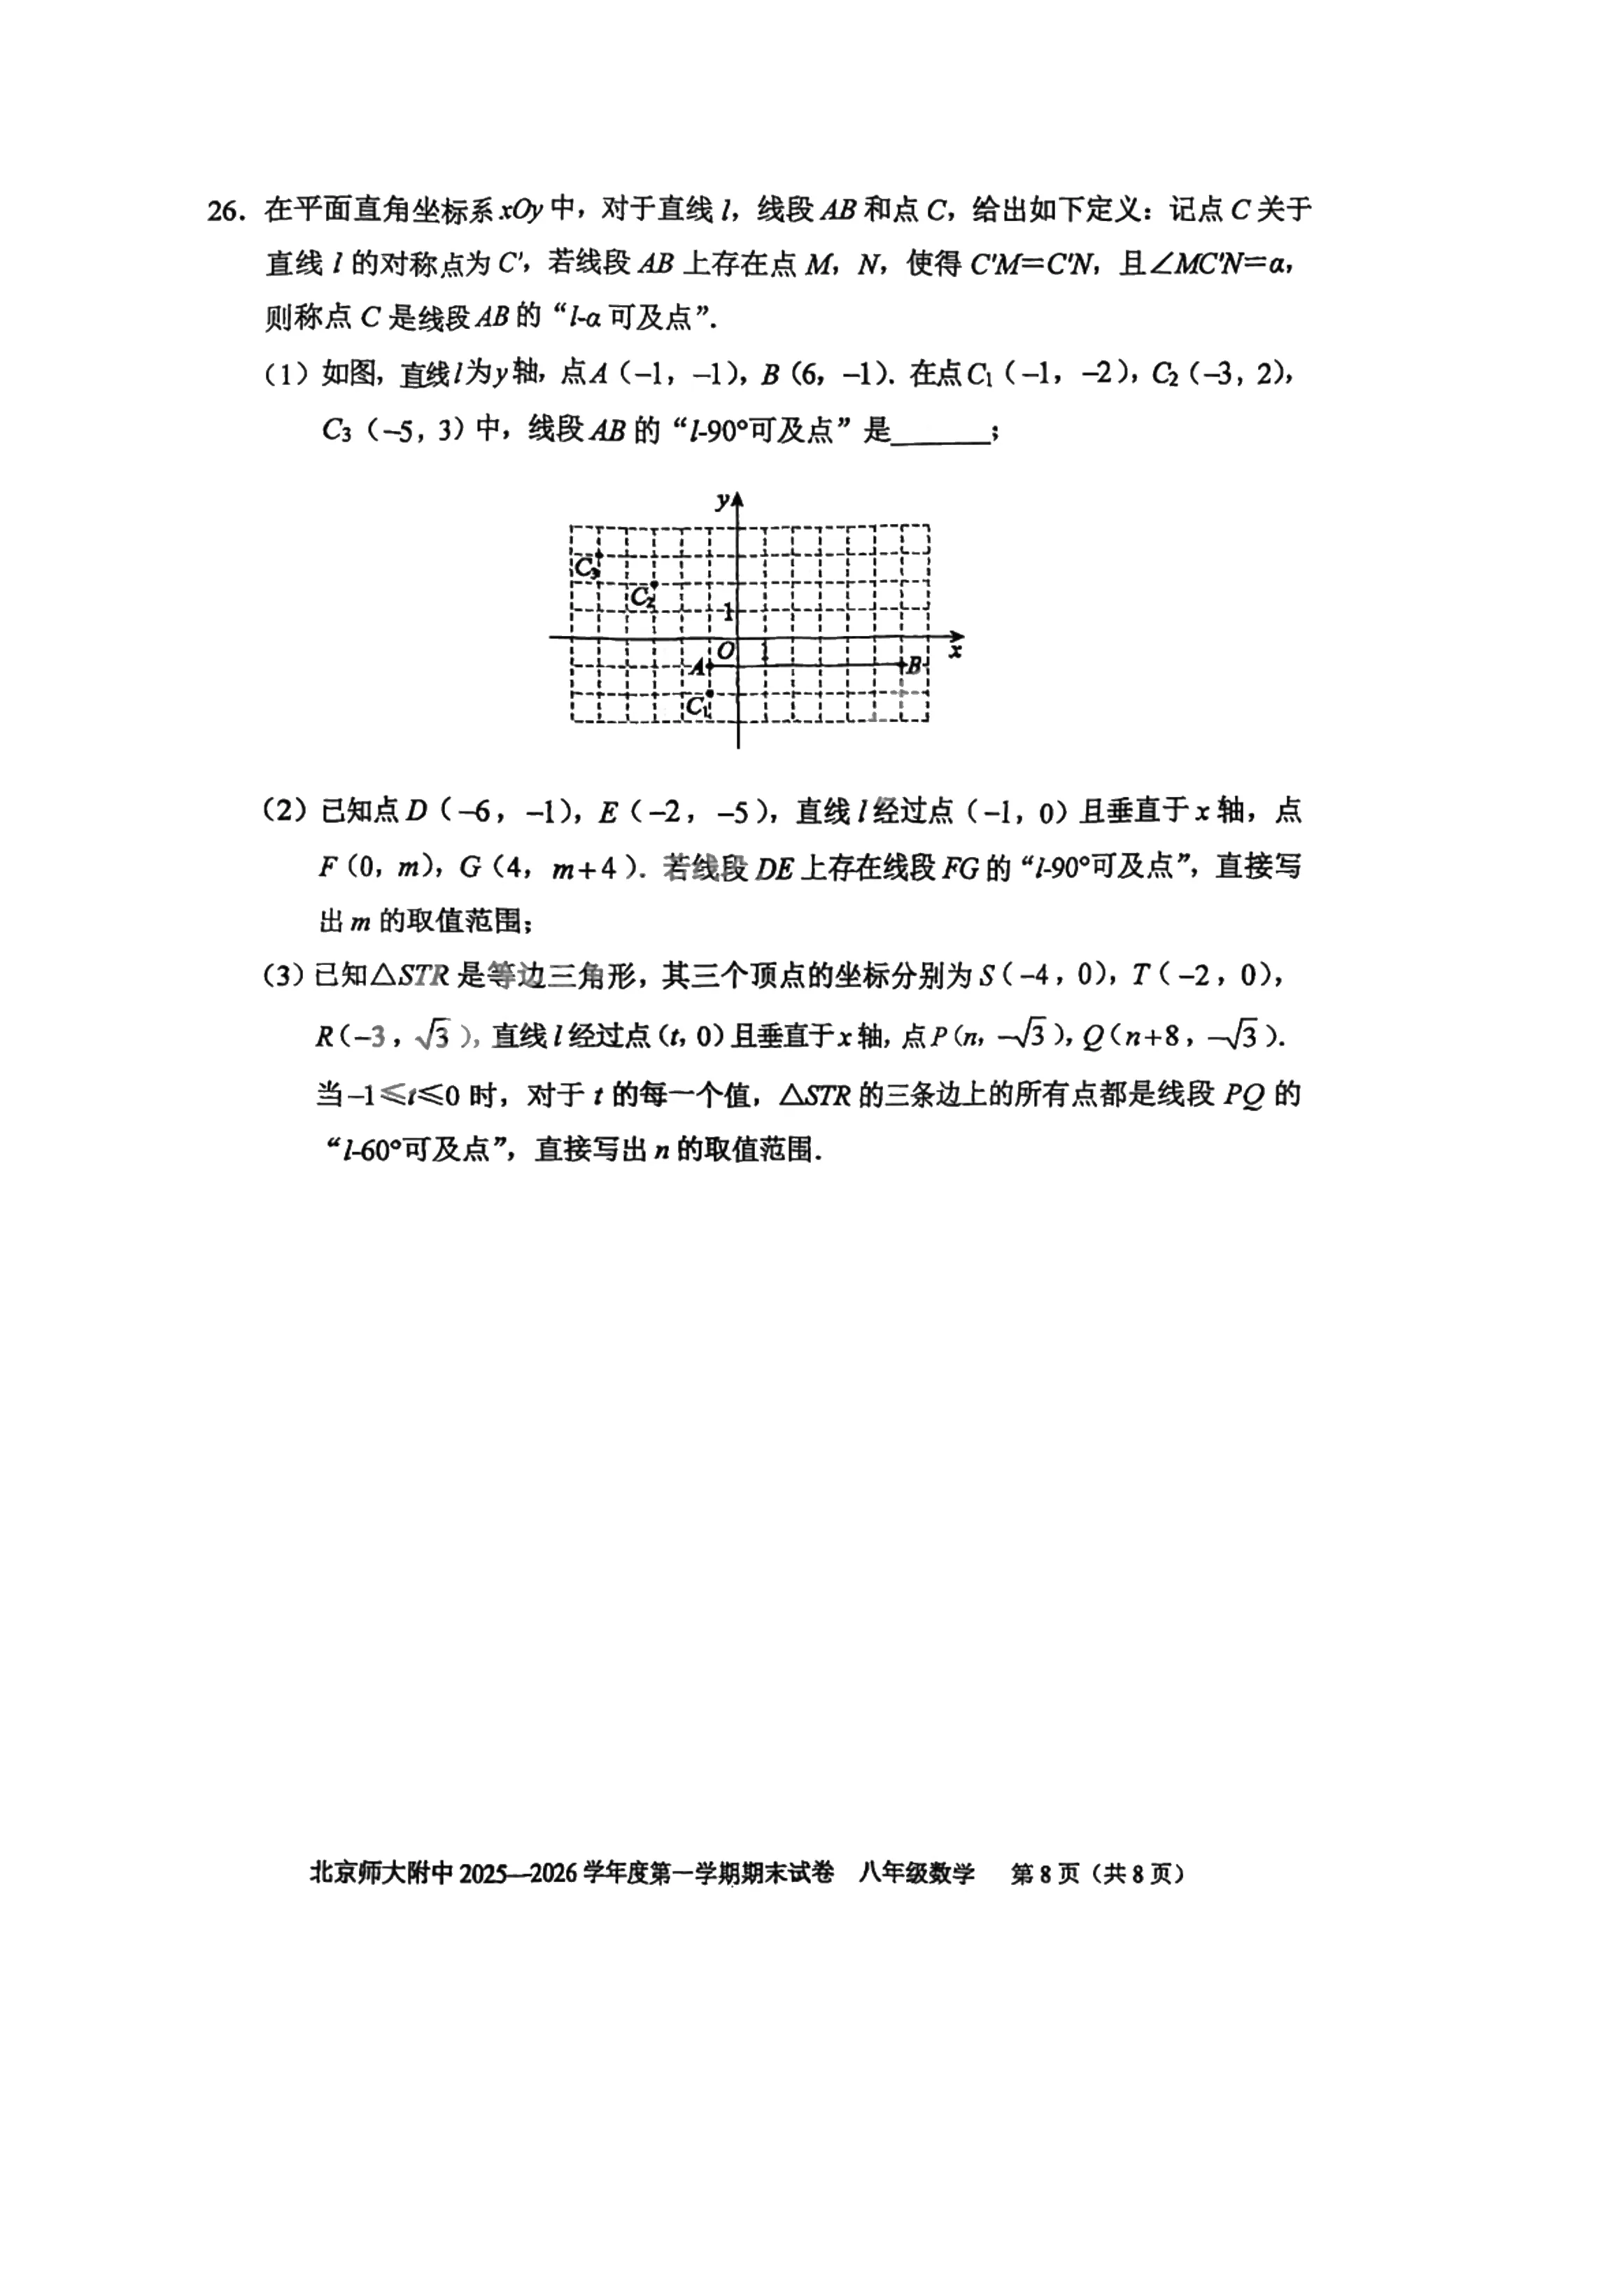 26. 在平面直角坐标系xOy中，对于直线l，线段AB和点C，给出如下定义：记点C关于
直线l的对称点为C'，若线段AB上存在点M，N，使得C'M=C'N，且∠MC'N=α，
则称点C是线段AB的“l-α可及点”.
（1）如图，直线l为y轴，点A（–1，–1），B（6，–1）. 在点C₁（–1，–2），C₂（–3，2），
C₃（–5，3）中，线段AB的“l-90°可及点”是______；
y
C₃
C₂
1
O
1
x
A
B
C₁
（2）已知点D（–6，–1），E（–2，–5），直线l经过点（–1，0）且垂直于x轴，点
F（0，m），G（4，m+4）. 若线段DE上存在线段FG的“l-90°可及点”，直接写
出m的取值范围；
（3）已知△STR是等边三角形，其三个顶点的坐标分别为S（–4，0），T（–2，0），
R（–3，√3），直线l经过点（t，0）且垂直于x轴，点P（n，–√3），Q（n+8，–√3）.
当–1≤t≤0时，对于t的每一个值，△STR的三条边上的所有点都是线段PQ的
“l-60°可及点”，直接写出n的取值范围.
北京师大附中2025—2026学年度第一学期期末试卷 八年级数学 第8页（共8页）